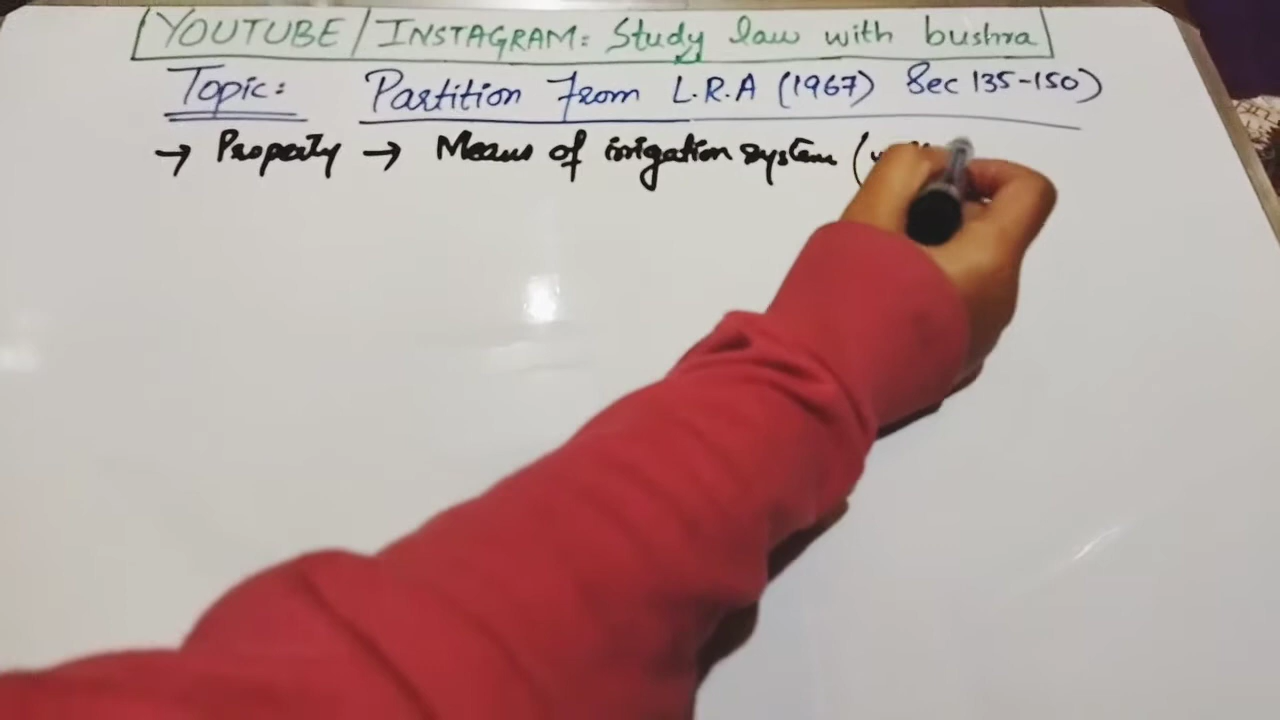 YOUTUBE / INSTAGRAM: Study law with bushra
Topic: Partition From L.R.A (1967) Sec 135-150)
→ Property → Means of irrigation system (